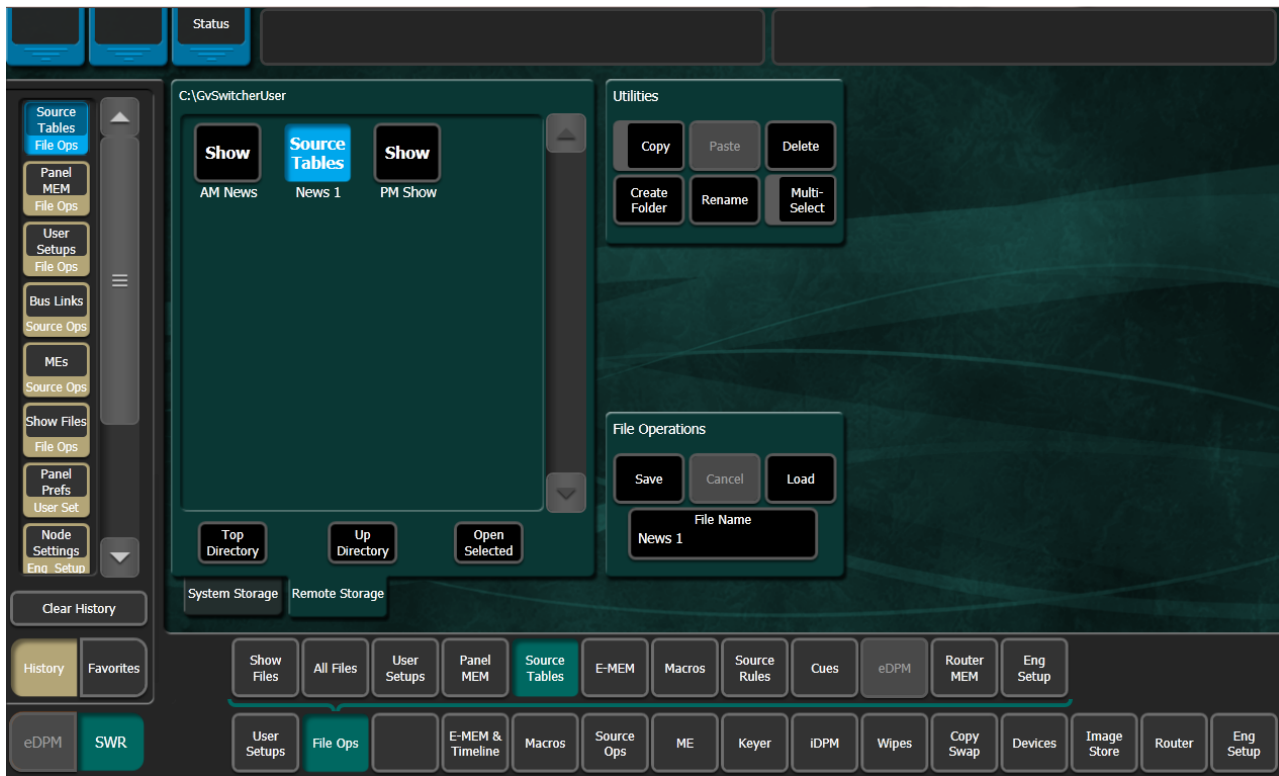 Status
C:\GvSwitcherUser
Utilities
Source
Tables
File Ops
Panel
MEM
File Ops
User
Setups
File Ops
Bus Links
Source Ops
MEs
Source Ops
Show Files
File Ops
Panel
Prefs
User Set
Node
Settings
Eng Setup
Clear History
History
Favorites
Show
AM News
Source
Tables
News 1
Show
PM Show
Top
Directory
Up
Directory
Open
Selected
System Storage
Remote Storage
Copy
Paste
Delete
Create
Folder
Rename
Multi-
Select
File Operations
Save
Cancel
Load
File Name
News 1
Show
Files
All Files
User
Setups
Panel
MEM
Source
Tables
E-MEM
Macros
Source
Rules
Cues
eDPM
Router
MEM
Eng
Setup
eDPM
SWR
User
Setups
File Ops
E-MEM &
Timeline
Macros
Source
Ops
ME
Keyer
iDPM
Wipes
Copy
Swap
Devices
Image
Store
Router
Eng
Setup